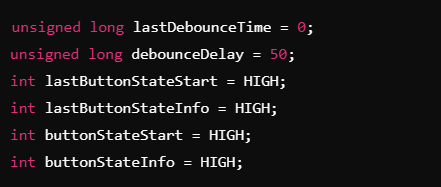 unsigned long lastDebounceTime = 0;
unsigned long debounceDelay = 50;
int lastButtonStateStart = HIGH;
int lastButtonStateInfo = HIGH;
int buttonStateStart = HIGH;
int buttonStateInfo = HIGH;